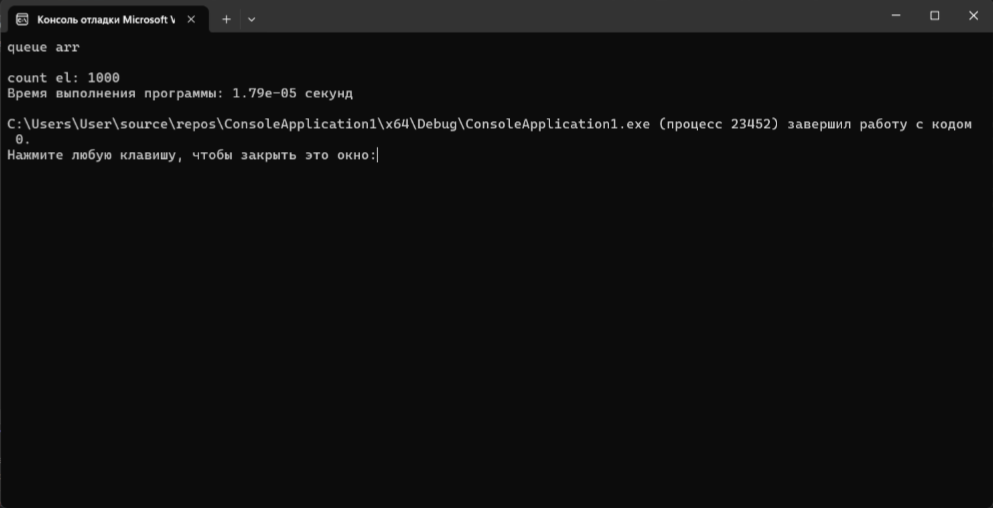 Консоль отладки Microsoft V
queue arr
count el: 1000
Время выполнения программы: 1.79e-05 секунд
C:\Users\User\source\repos\ConsoleApplication1\x64\Debug\ConsoleApplication1.exe (процесс 23452) завершил работу с кодом
0.
Нажмите любую клавишу, чтобы закрыть это окно: